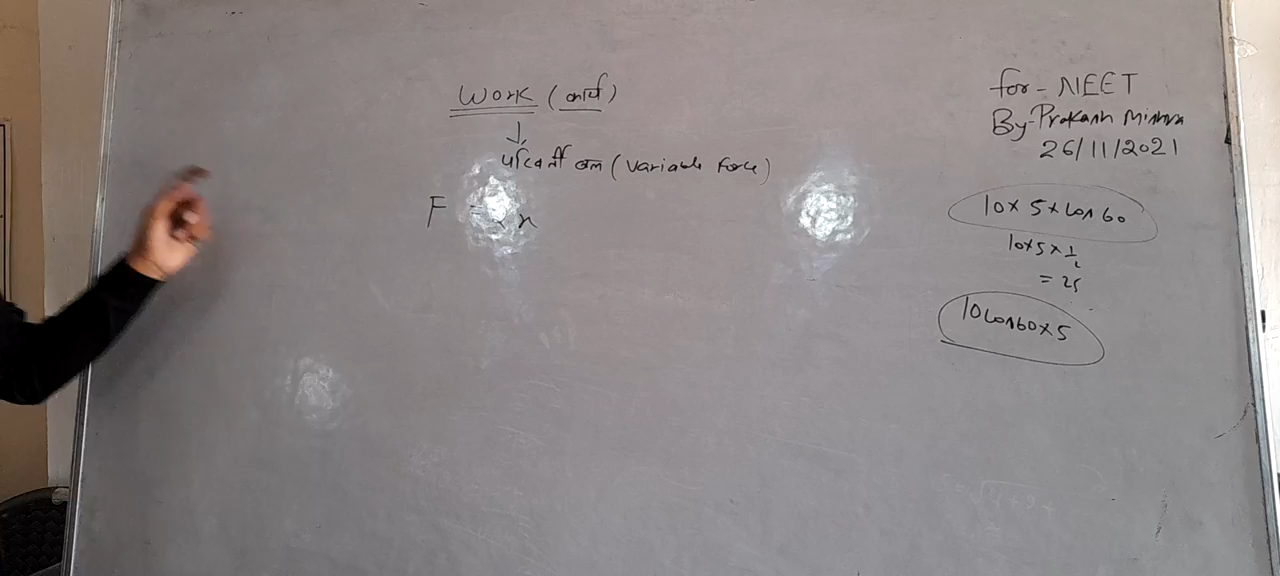 Work (कार्य)
↓
परिवर्ती बल (Variable Force)
F = x
for - NEET
By - Prakash Mishra
26/11/2021
10 × 5 × cos 60
10 × 5 × 1/2
= 25
10 cos 60 × 5